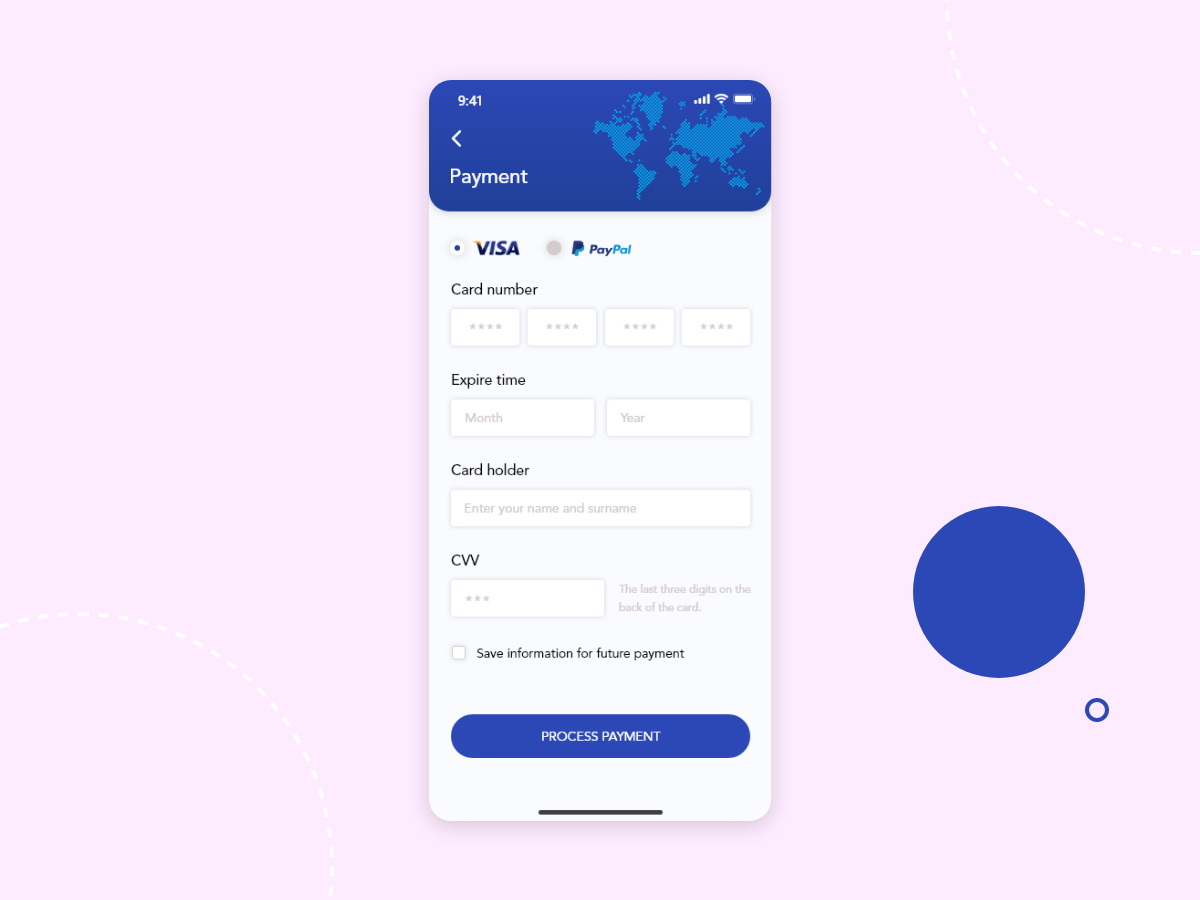 9:41
Payment
VISA PayPal
Card number
**** **** **** ****
Expire time
Month Year
Card holder
Enter your name and surname
CVV
***
The last three digits on the
back of the card.
Save information for future payment
PROCESS PAYMENT